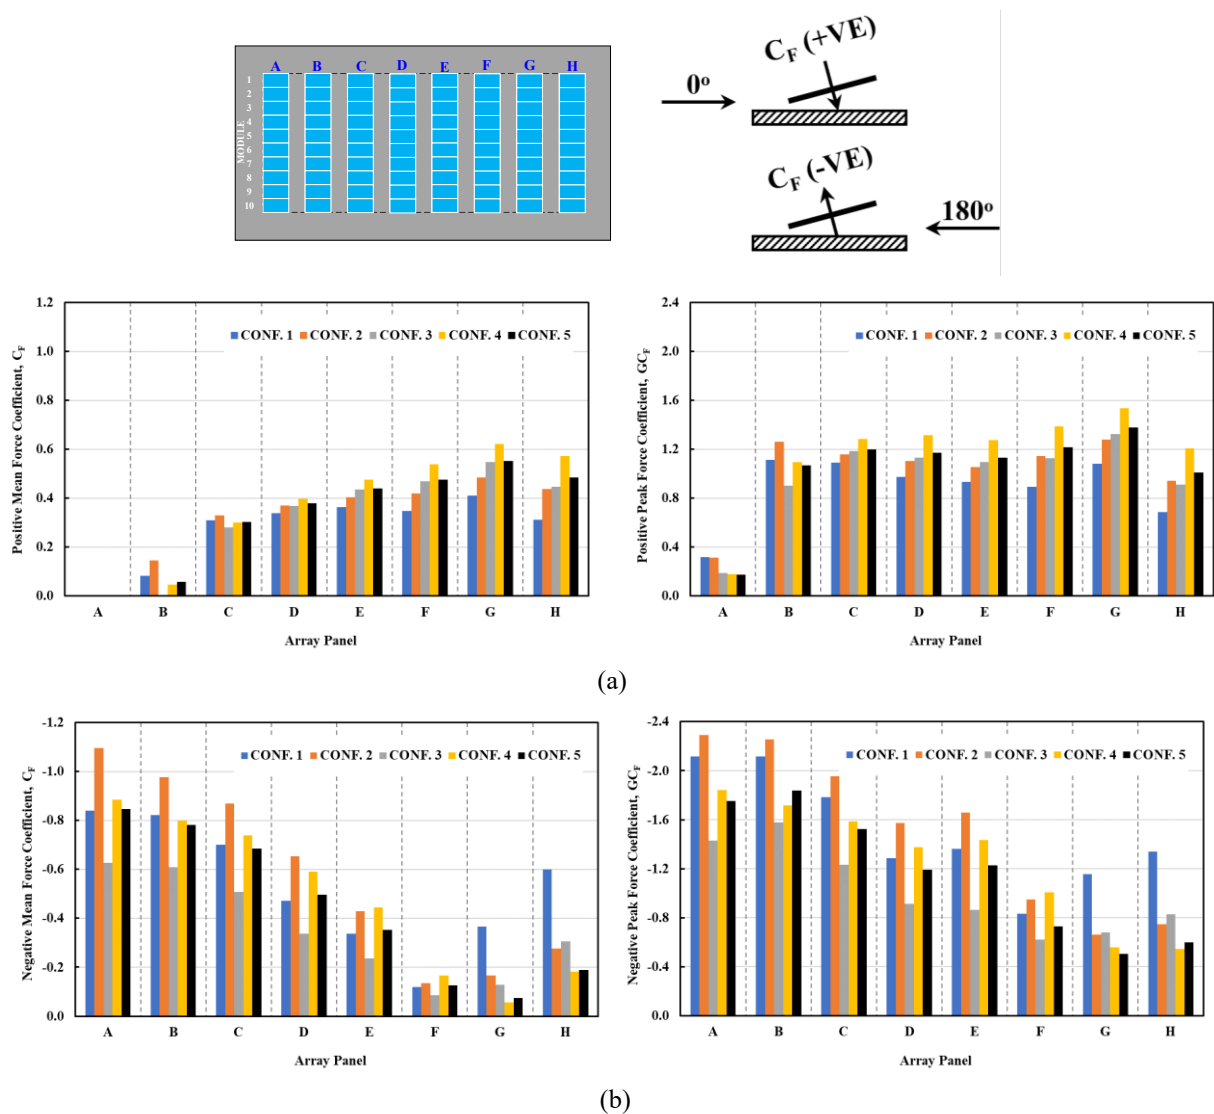 A B C D E F G H
MODULE
1
2
3
4
5
6
7
8
9
10
C_F (+VE)
0°
C_F (-VE)
180°
Positive Mean Force Coefficient, C_F
1.2
1.0
0.8
0.6
0.4
0.2
0.0
CONF. 1 CONF. 2 CONF. 3 CONF. 4 CONF. 5
A B C D E F G H
Array Panel
Positive Peak Force Coefficient, GC_F
2.4
2.0
1.6
1.2
0.8
0.4
0.0
CONF. 1 CONF. 2 CONF. 3 CONF. 4 CONF. 5
A B C D E F G H
Array Panel
(a)
Negative Mean Force Coefficient, C_F
-1.2
-1.0
-0.8
-0.6
-0.4
-0.2
0.0
CONF. 1 CONF. 2 CONF. 3 CONF. 4 CONF. 5
A B C D E F G H
Array Panel
Negative Peak Force Coefficient, GC_F
-2.4
-2.0
-1.6
-1.2
-0.8
-0.4
-0.0
CONF. 1 CONF. 2 CONF. 3 CONF. 4 CONF. 5
A B C D E F G H
Array Panel
(b)